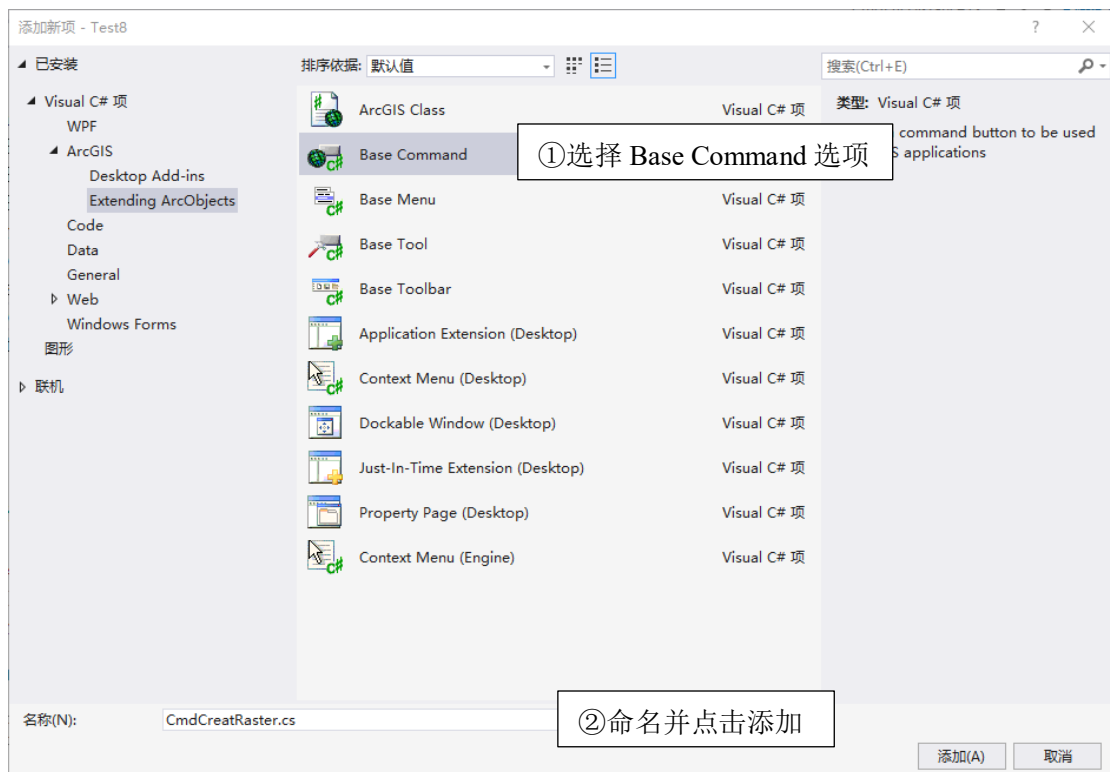 添加新项 - Test8
?
已安装
排序依据: 默认值
搜索(Ctrl+E)
Visual C# 项
WPF
ArcGIS
Desktop Add-ins
Extending ArcObjects
Code
Data
General
Web
Windows Forms
图形
联机
ArcGIS Class Visual C# 项
Base Command
①选择 Base Command 选项
Base Menu Visual C# 项
Base Tool Visual C# 项
Base Toolbar Visual C# 项
Application Extension (Desktop) Visual C# 项
Context Menu (Desktop) Visual C# 项
Dockable Window (Desktop) Visual C# 项
Just-In-Time Extension (Desktop) Visual C# 项
Property Page (Desktop) Visual C# 项
Context Menu (Engine) Visual C# 项
类型: Visual C# 项
command button to be used
applications
名称(N): CmdCreatRaster.cs
②命名并点击添加
添加(A) 取消